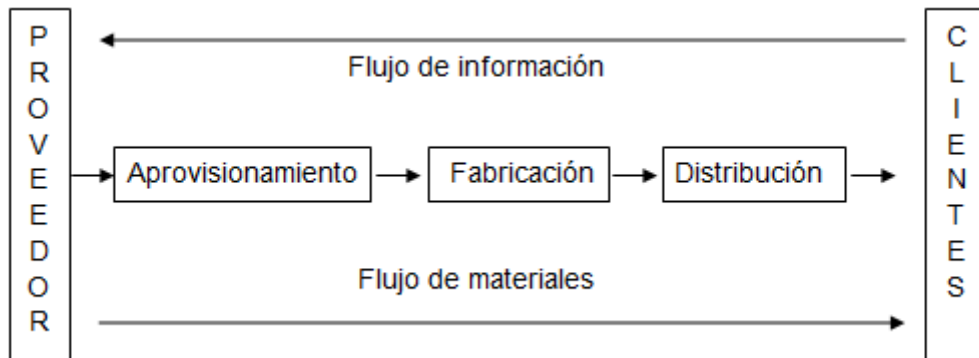 PROVEEDOR
Flujo de información
Aprovisionamiento
Fabricación
Distribución
Flujo de materiales
CLIENTES